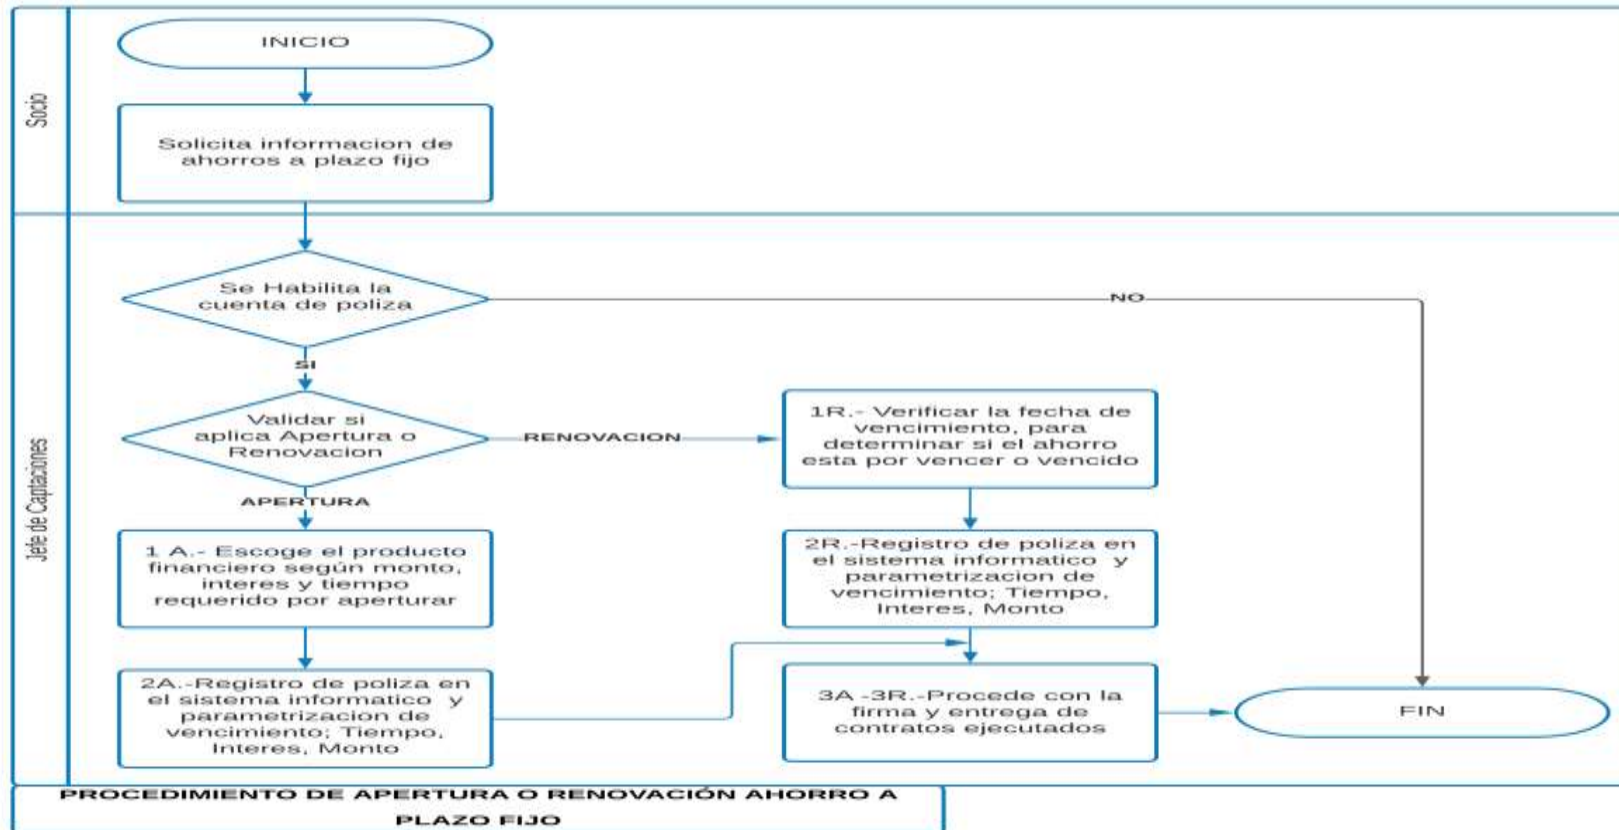 INICIO
Socio
Solicita informacion de
ahorros a plazo fijo
Jefe de Captaciones
Se Habilita la
cuenta de poliza
NO
SI
Validar si
aplica Apertura o
Renovacion
RENOVACION
1R.- Verificar la fecha de
vencimiento, para
determinar si el ahorro
esta por vencer o vencido
APERTURA
1 A.- Escoge el producto
financiero según monto,
interes y tiempo
requerido por aperturar
2R.-Registro de poliza en
el sistema informatico y
parametrizacion de
vencimiento; Tiempo,
Interes, Monto
2A.-Registro de poliza en
el sistema informatico y
parametrizacion de
vencimiento; Tiempo,
Interes, Monto
3A -3R.-Procede con la
firma y entrega de
contratos ejecutados
FIN
PROCEDIMIENTO DE APERTURA O RENOVACIÓN AHORRO A
PLAZO FIJO